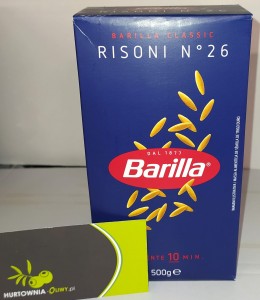 BARILLA CLASSIC
RISONI N°26
DAL 1877
Barilla®
10 MIN
500g e
HURTOWNIA
-OLIWY.pl